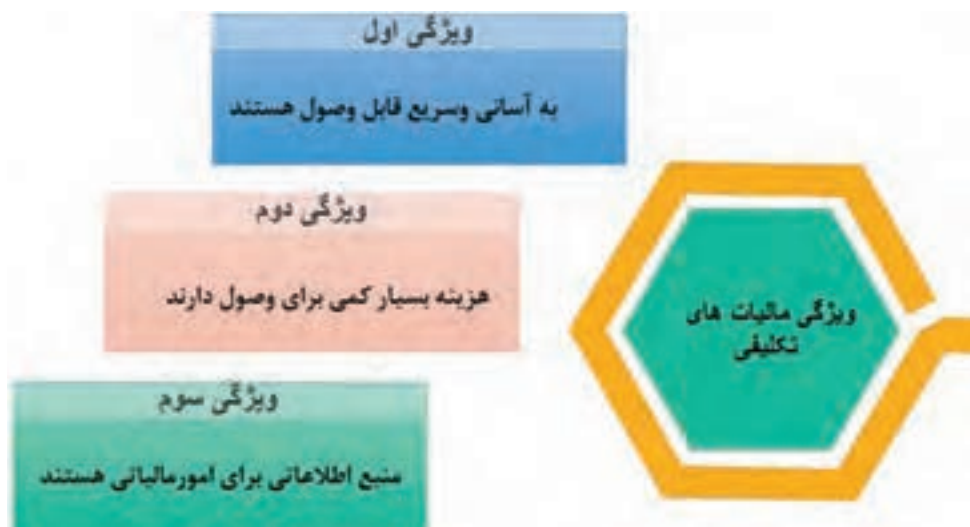 ویژگی اول
به آسانی وسریع قابل وصول هستند
ویژگی دوم
هزینه بسیار کمی برای وصول دارند
ویژگی سوم
منبع اطلاعاتی برای امورمالیاتی هستند
ویژگی مالیات های
تکلیفی